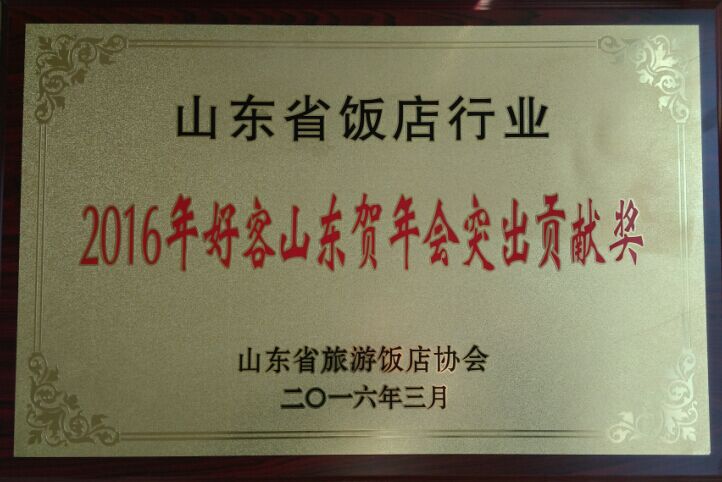 山东省饭店行业
2016年好客山东贺年会突出贡献奖
山东省旅游饭店协会
二〇一六年三月